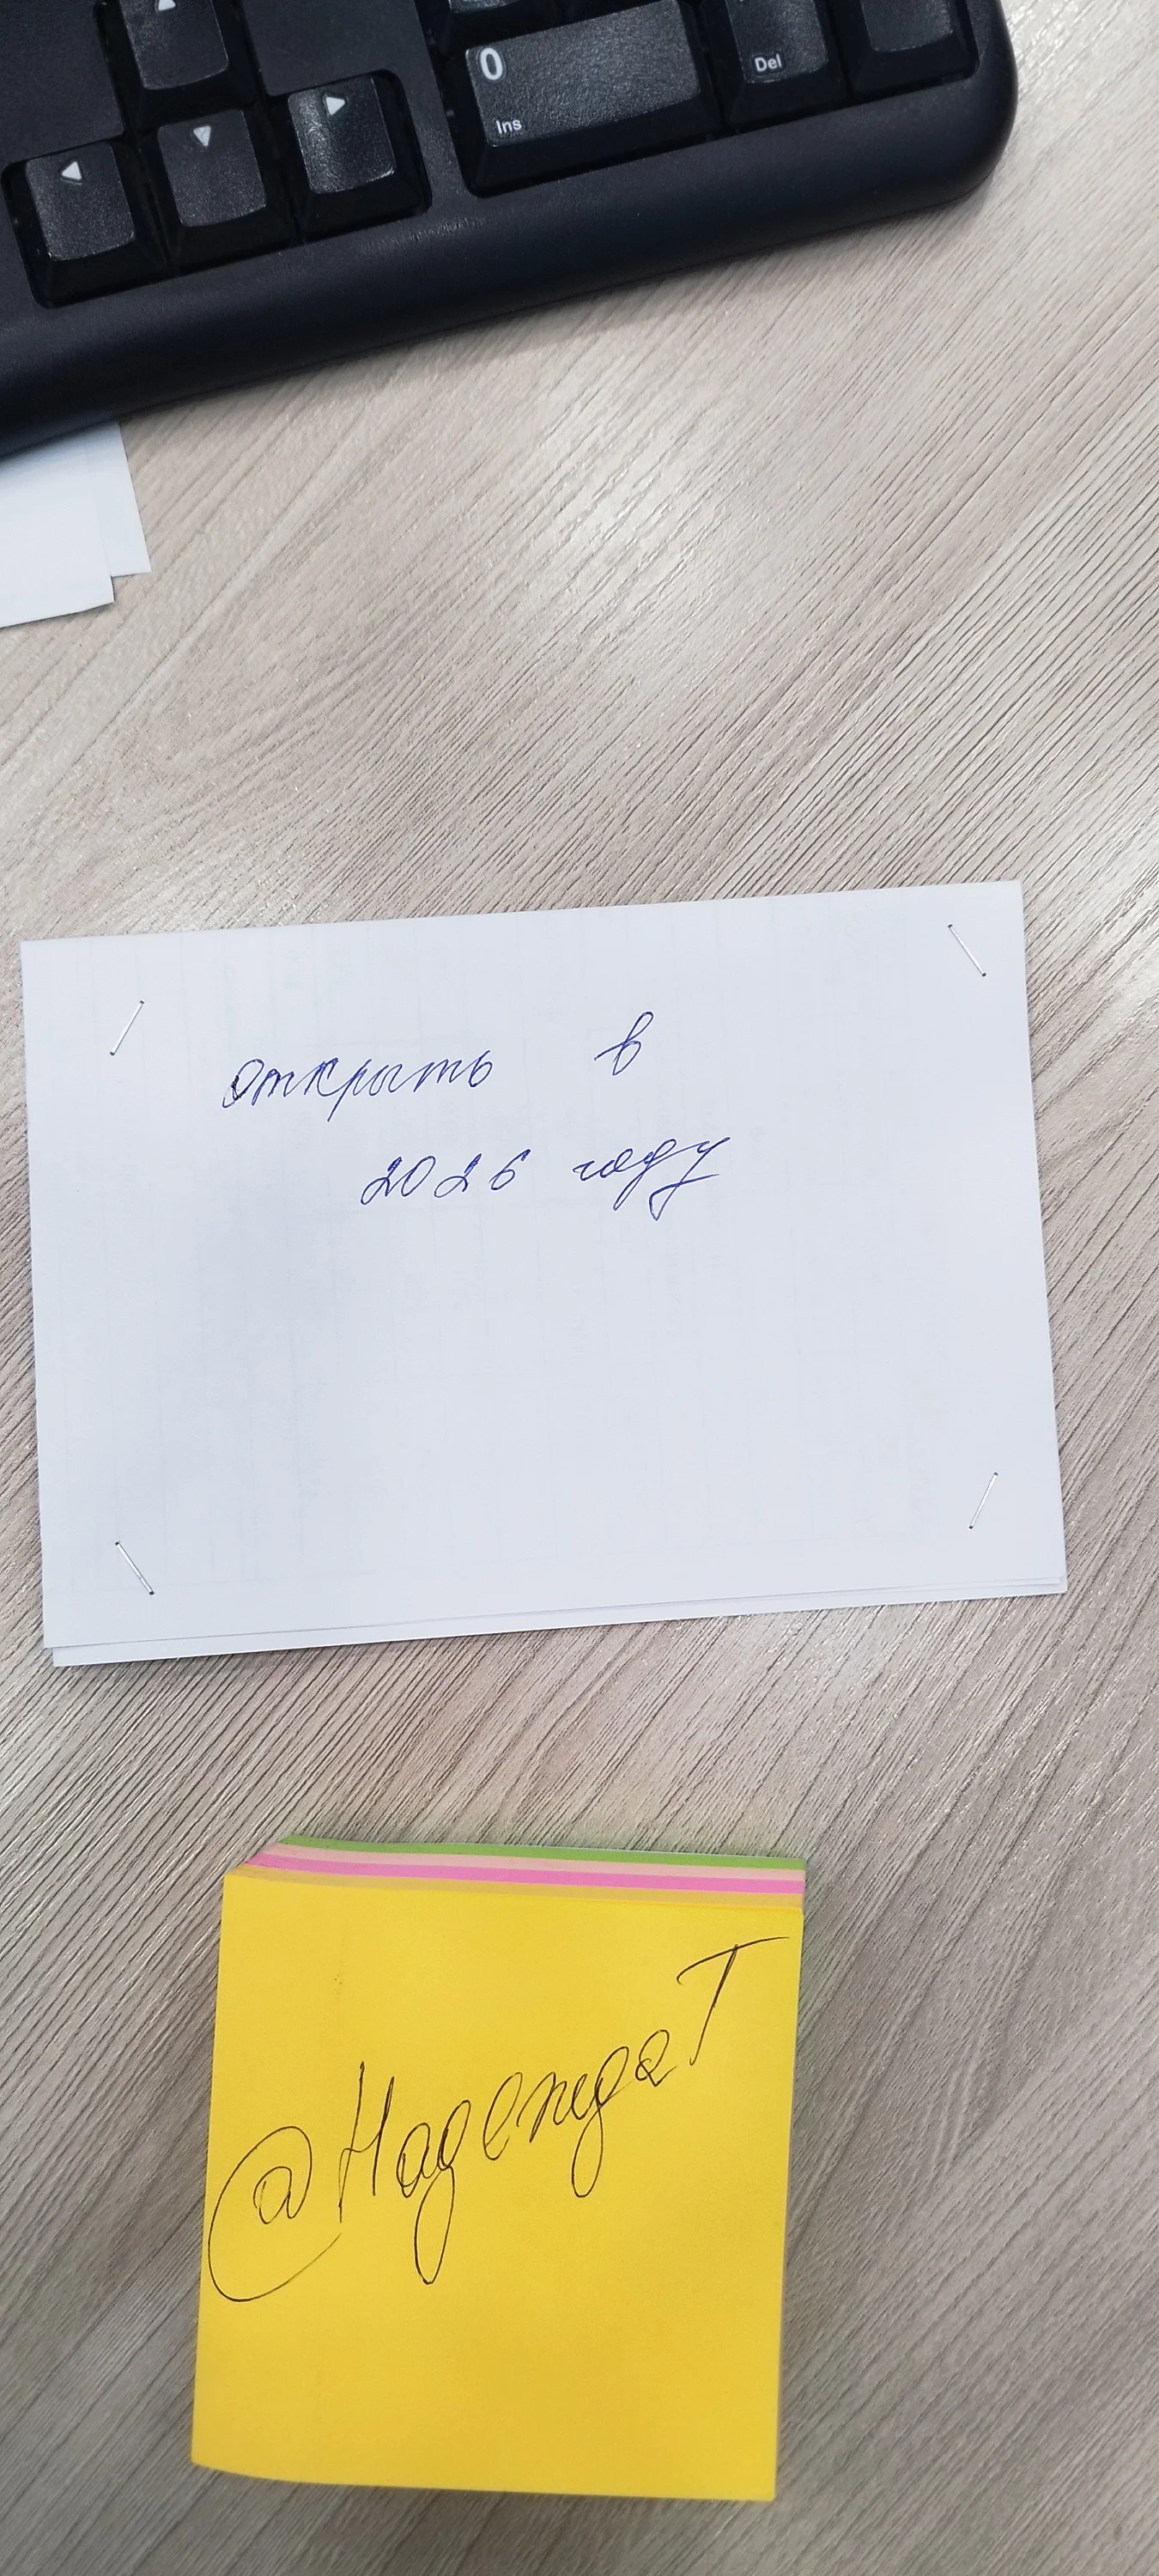 0
Ins
Del
открыть в
2026 году
@НадеждаТ